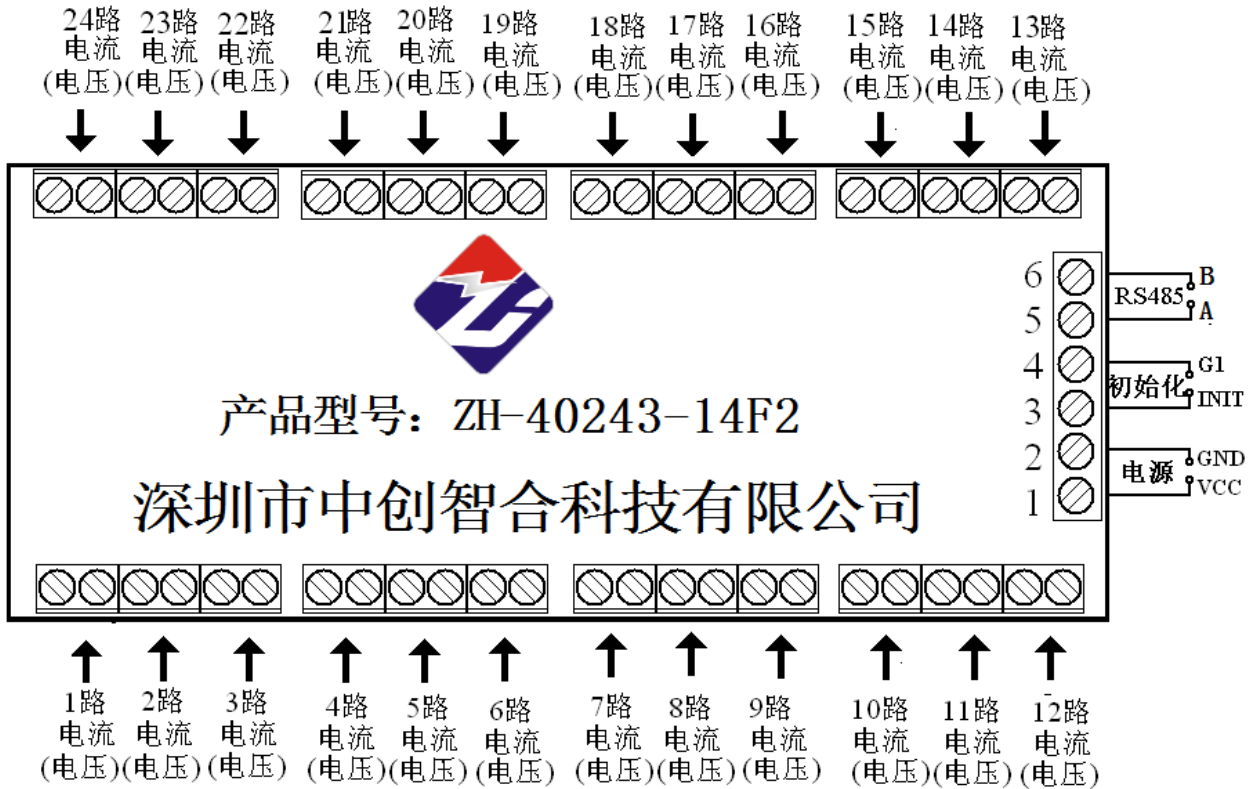 24路 23路 22路 21路 20路 19路 18路 17路 16路 15路 14路 13路
电流 电流 电流 电流 电流 电流 电流 电流 电流 电流 电流 电流
(电压) (电压) (电压) (电压) (电压) (电压) (电压) (电压) (电压) (电压) (电压) (电压)
6 RS485 B
5 A
4 初始化 G1
3 INIT
2 电源 GND
1 VCC
产品型号：ZH-40243-14F2
深圳市中创智合科技有限公司
1路 2路 3路 4路 5路 6路 7路 8路 9路 10路 11路 12路
电流 电流 电流 电流 电流 电流 电流 电流 电流 电流 电流 电流
(电压) (电压) (电压) (电压) (电压) (电压) (电压) (电压) (电压) (电压) (电压) (电压)